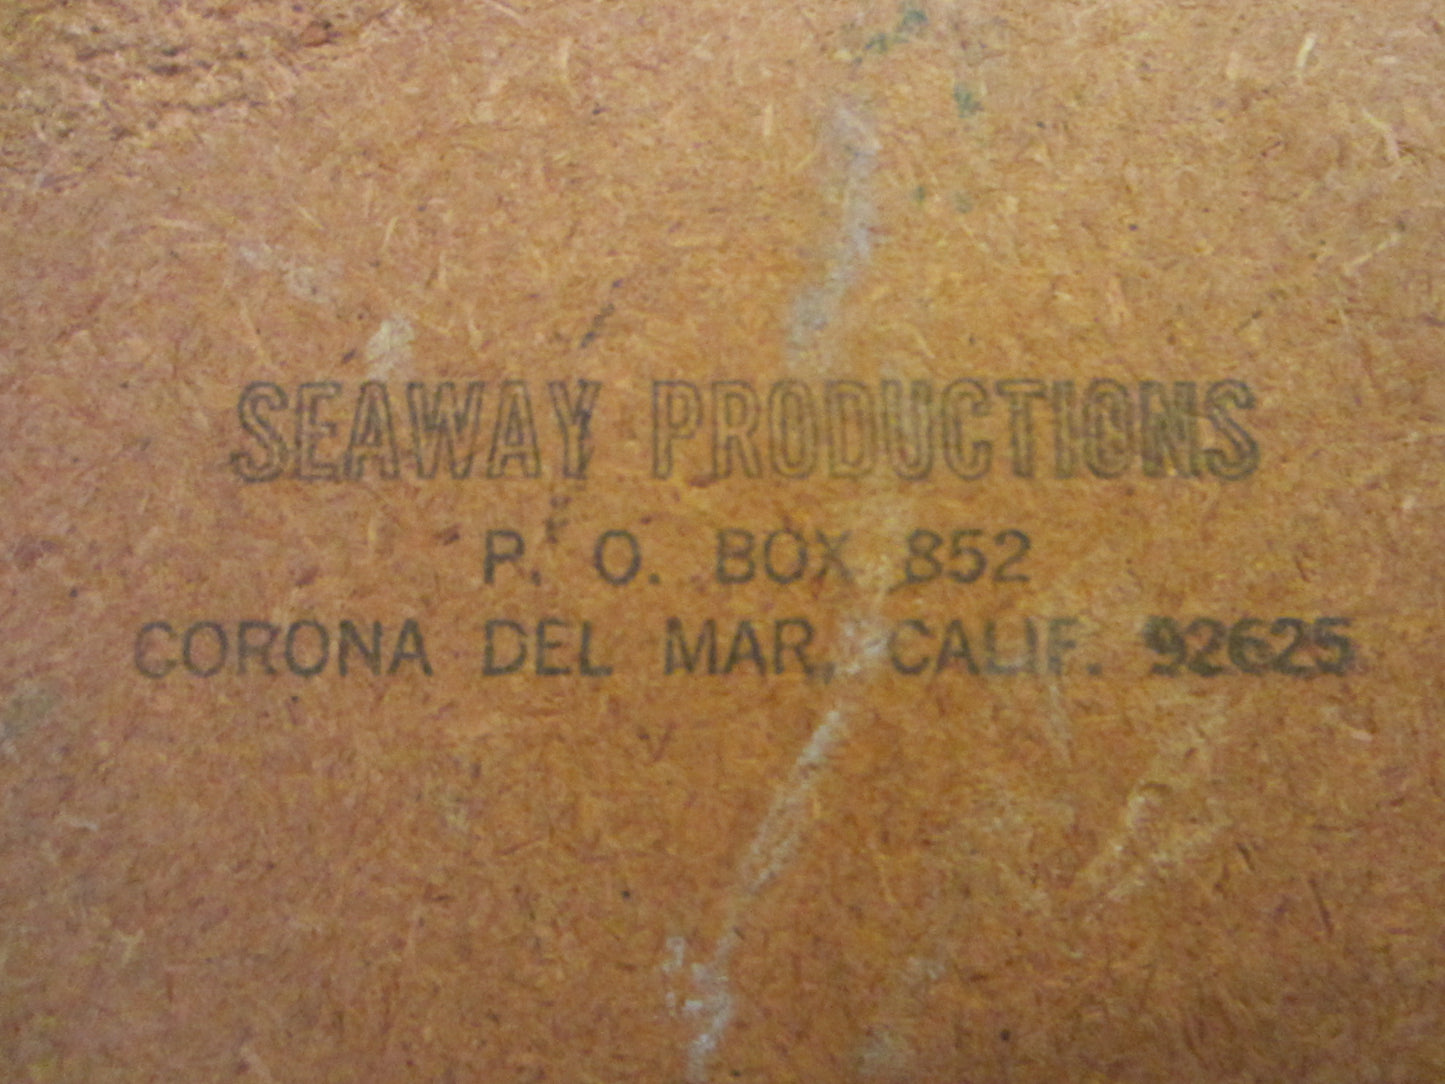 SEAWAY PRODUCTIONS
P. O. BOX 852
CORONA DEL MAR, CALIF. 92625